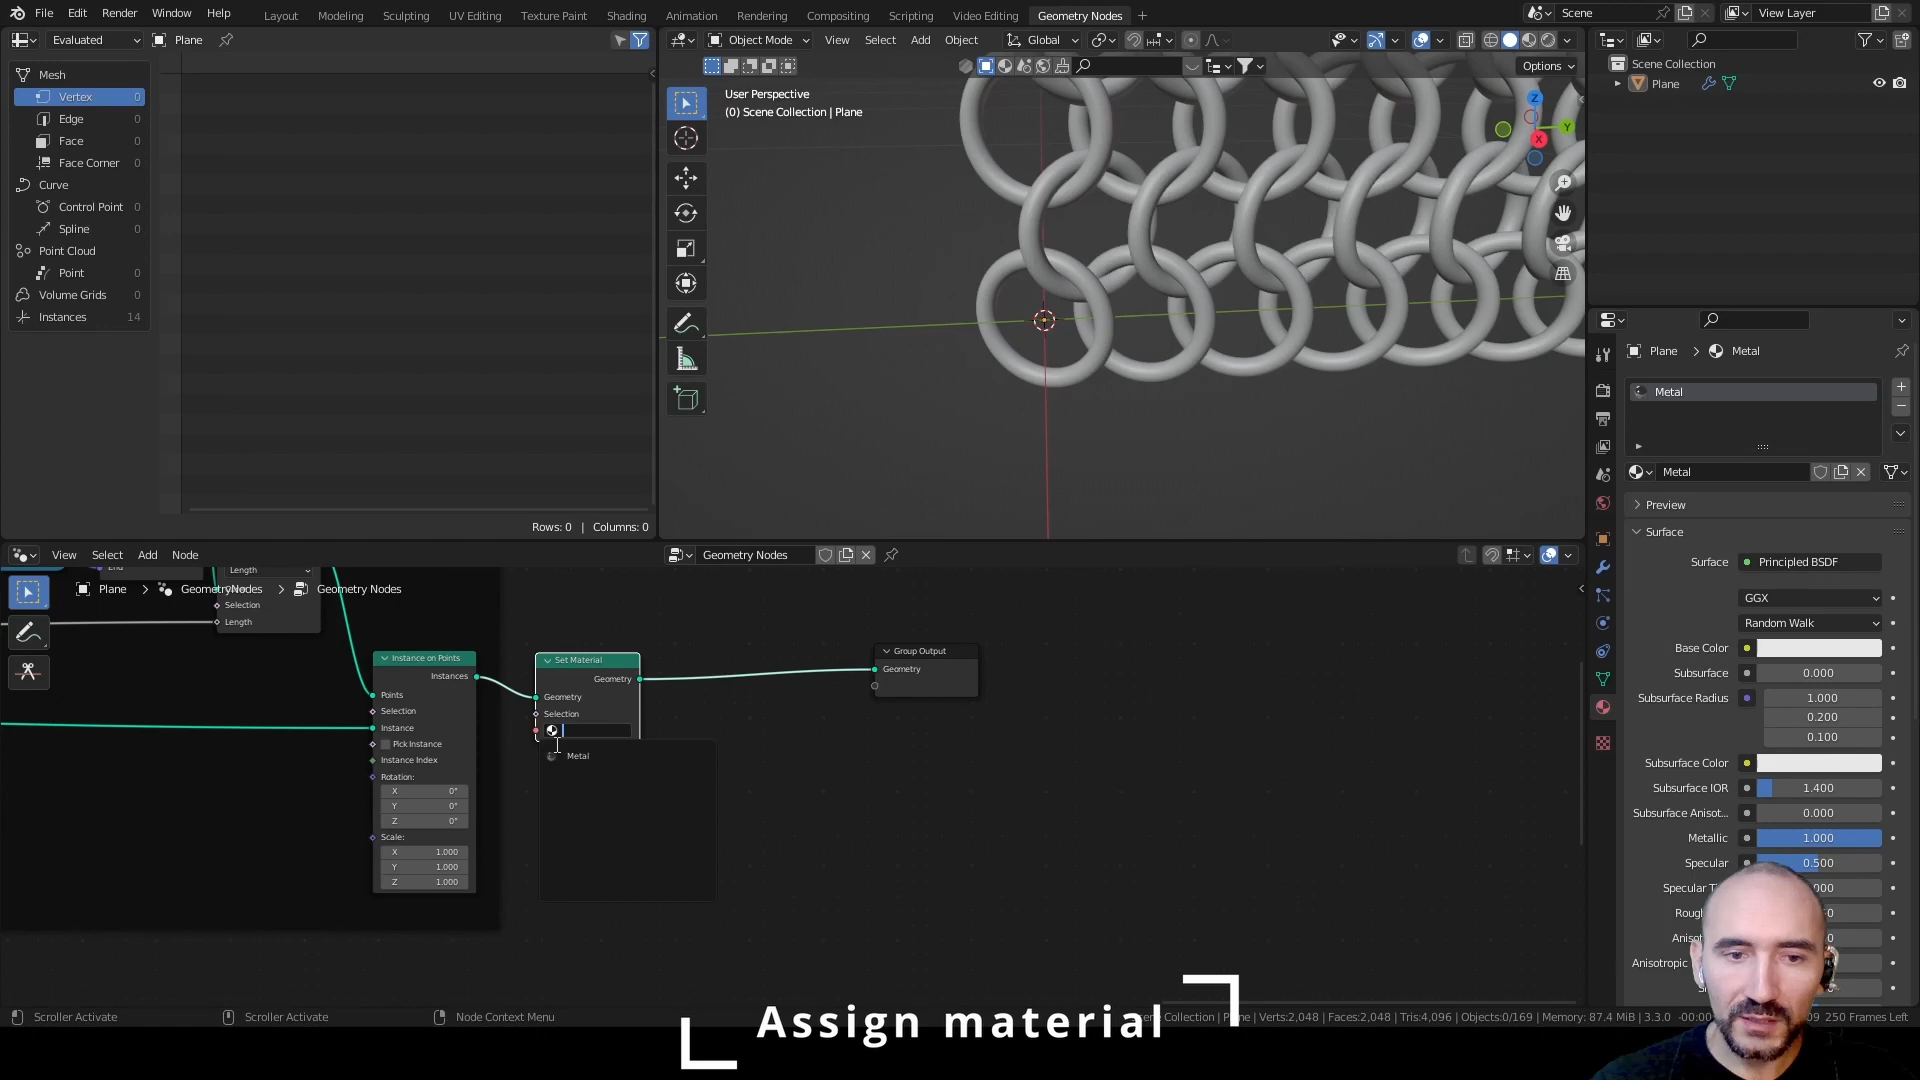 File Edit Render Window Help Layout Modeling Sculpting UV Editing Texture Paint Shading Animation Rendering Compositing Scripting Video Editing Geometry Nodes + Scene View Layer
Evaluated Plane
Mesh
Vertex 0
Edge 0
Face 0
Face Corner 0
Curve
Control Point 0
Spline 0
Point Cloud
Point 0
Volume Grids 0
Instances 14
Rows: 0 | Columns: 0
Object Mode View Select Add Object Global
Options
User Perspective
(0) Scene Collection | Plane
Z
Y
X
Scene Collection
Plane
Plane > Metal
Metal
Metal
Preview
Surface
Surface Principled BSDF
GGX
Random Walk
Base Color
Subsurface 0.000
Subsurface Radius 1.000
0.200
0.100
Subsurface Color
Subsurface IOR 1.400
Subsurface Anisot... 0.000
Metallic 1.000
Specular 0.500
Anisotropic
View Select Add Node Geometry Nodes
Plane > GeometryNodes > Geometry Nodes
End
Length
Selection
Length
Instance on Points
Instances
Points
Selection
Instance
Pick Instance
Instance Index
Rotation:
X 0°
Y 0°
Z 0°
Scale:
X 1.000
Y 1.000
Z 1.000
Set Material
Geometry
Geometry
Selection
Metal
Group Output
Geometry
Scroller Activate Scroller Activate Node Context Menu
Assign material
Collection | Plane | Verts:2,048 | Faces:2,048 | Tris:4,096 | Objects:0/169 | Memory: 87.4 MiB | 3.3.0
250 Frames Left